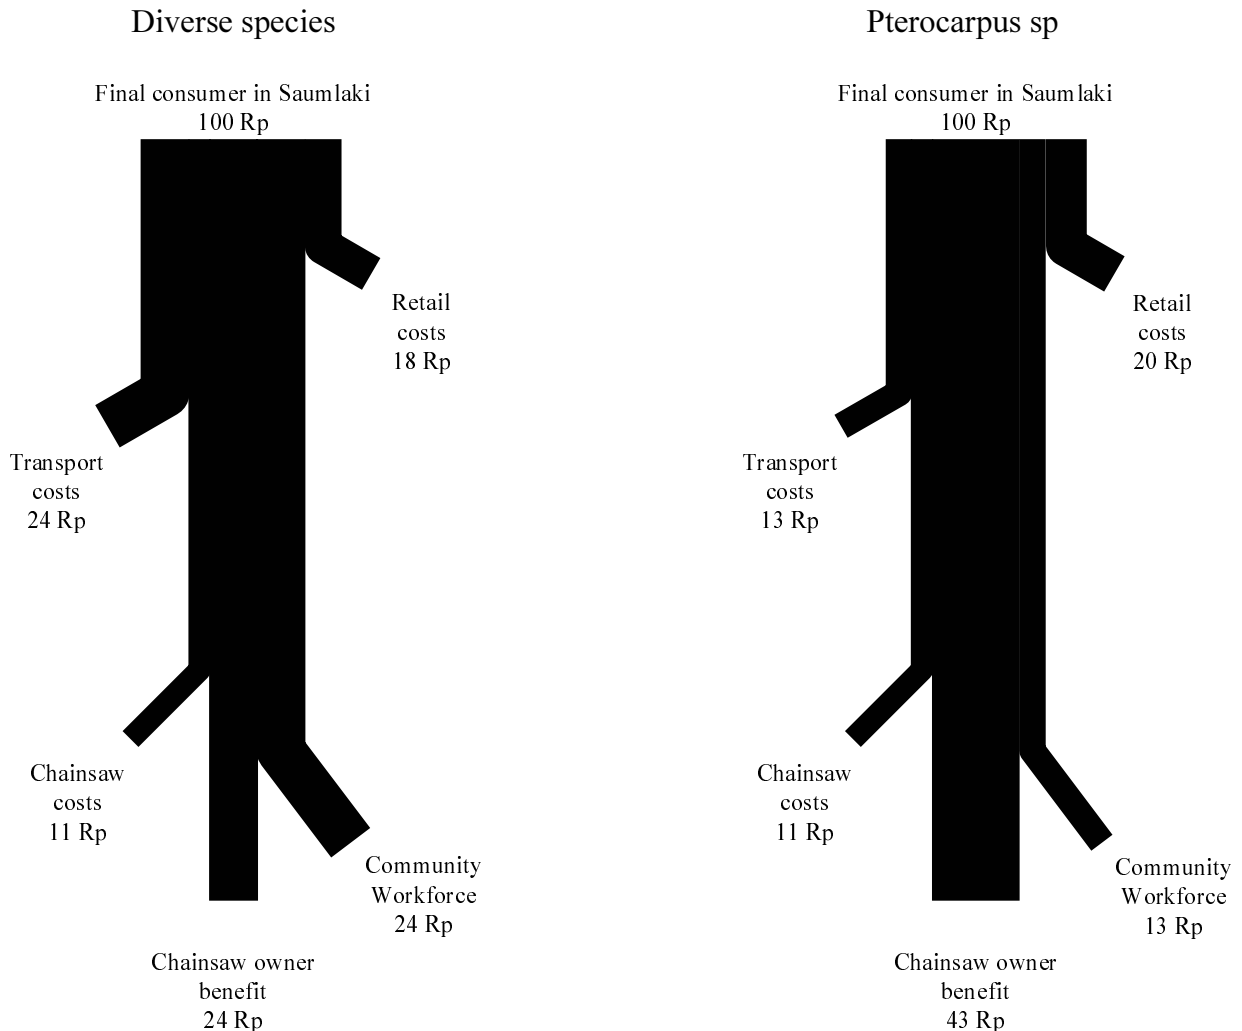 Diverse species
Final consumer in Saumlaki
100 Rp
Retail
costs
18 Rp
Transport
costs
24 Rp
Chainsaw
costs
11 Rp
Community
Workforce
24 Rp
Chainsaw owner
benefit
24 Rp
Pterocarpus sp
Final consumer in Saumlaki
100 Rp
Retail
costs
20 Rp
Transport
costs
13 Rp
Chainsaw
costs
11 Rp
Community
Workforce
13 Rp
Chainsaw owner
benefit
43 Rp